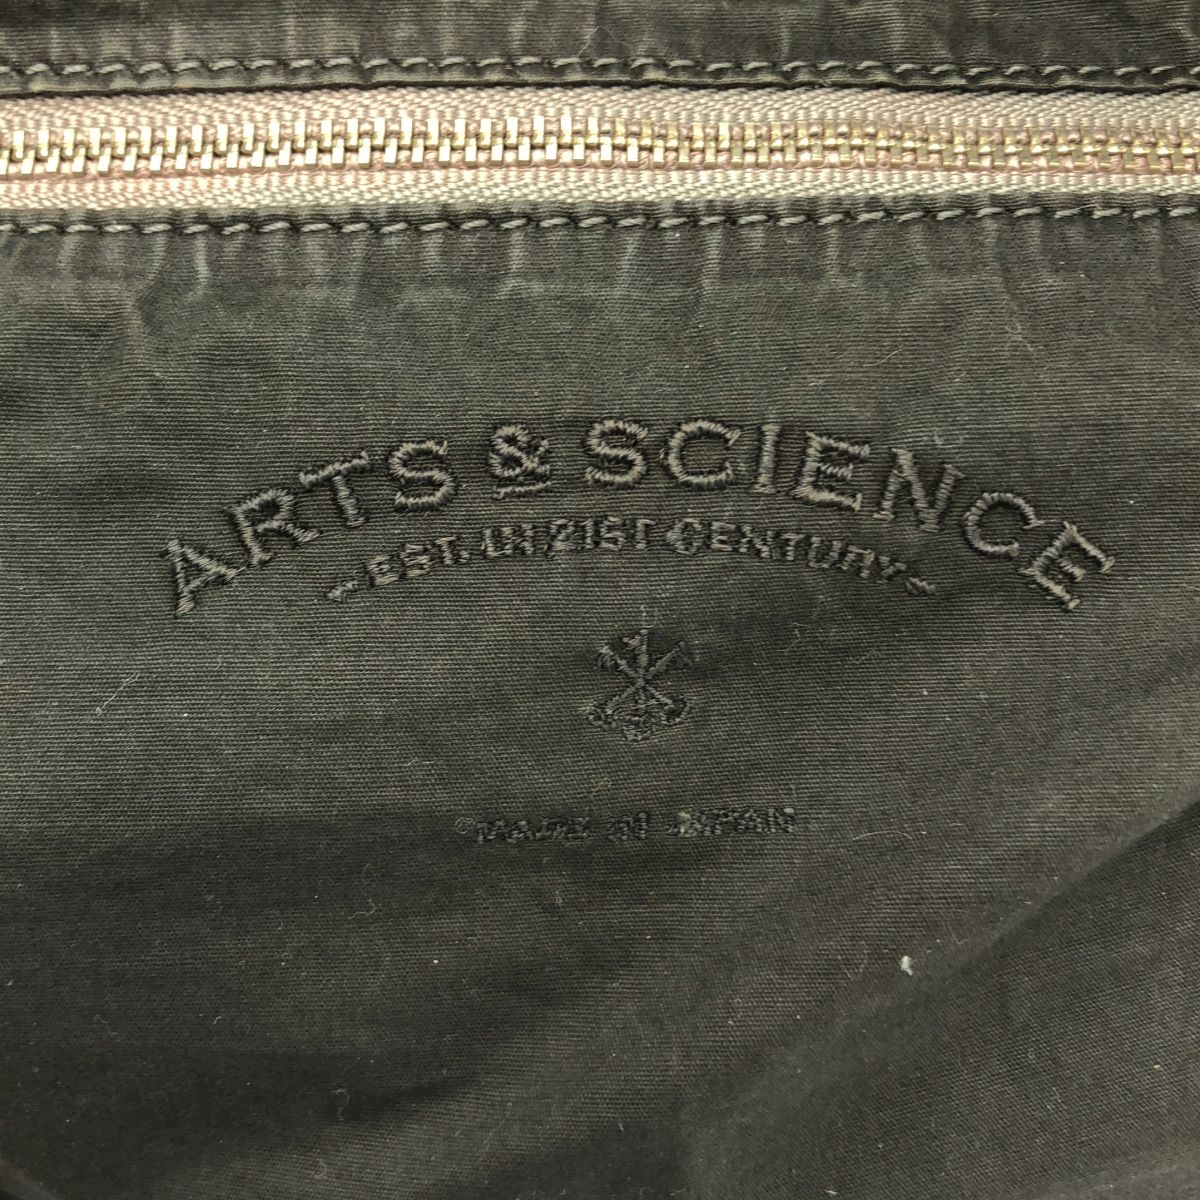 ARTS & SCIENCE
~EST. IN 21ST CENTURY~
MADE IN JAPAN